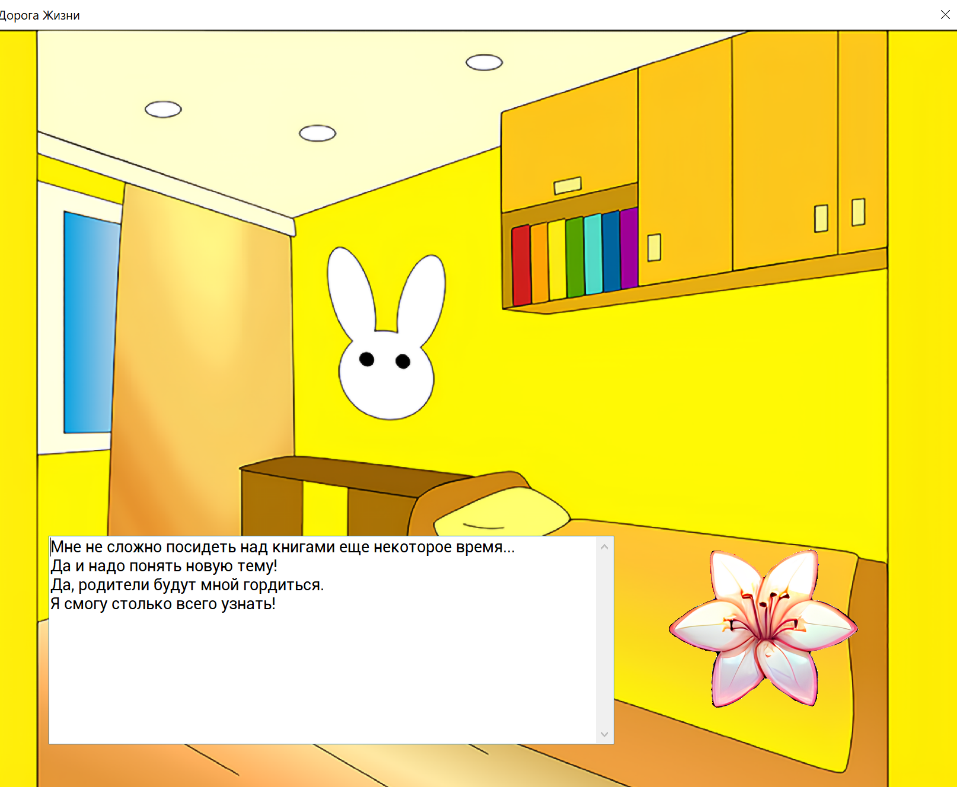 Дорога Жизни
Мне не сложно посидеть над книгами еще некоторое время...
Да и надо понять новую тему!
Да, родители будут мной гордиться.
Я смогу столько всего узнать!